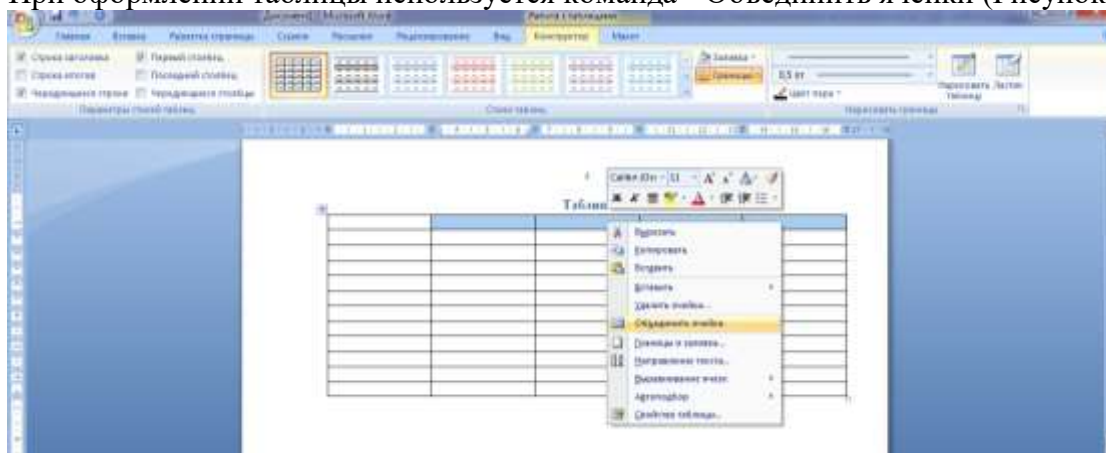 При оформлении таблицы используется команда - Объединить ячейки (Рисунок
Документ1 - Microsoft Word Работа с таблицами
Главная Вставка Разметка страницы Ссылки Рассылки Рецензирование Вид Конструктор Макет
Строка заголовка Первый столбец Заливка
Строка итогов Последний столбец Границы 0,5 пт
Чередующиеся строки Чередующиеся столбцы Цвет пера Нарисовать таблицу Ластик
Параметры стилей таблиц Стили таблиц Нарисовать границы
Таблиц
Вырезать
Копировать
Вставить
Вставить
Удалить ячейки...
Объединить ячейки
Границы и заливка...
Направление текста...
Выравнивание ячеек
Автоподбор
Свойства таблицы...